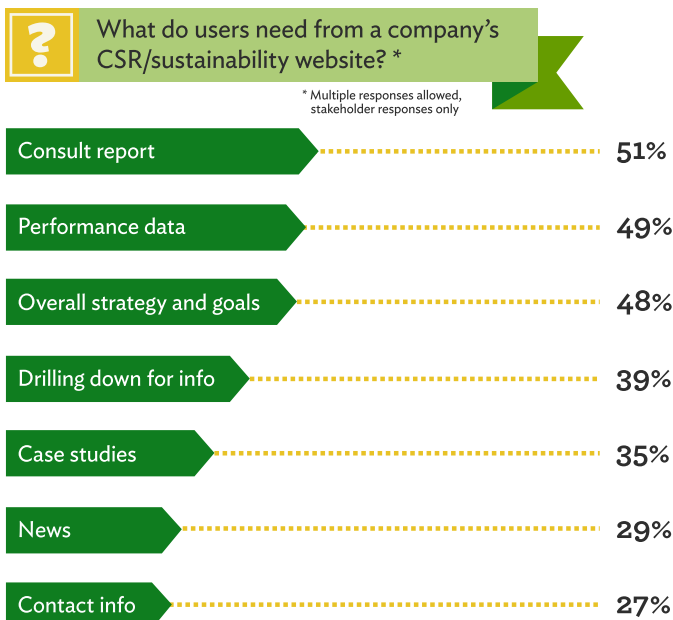 ?
What do users need from a company’s
CSR/sustainability website? *
* Multiple responses allowed,
stakeholder responses only
Consult report 51%
Performance data 49%
Overall strategy and goals 48%
Drilling down for info 39%
Case studies 35%
News 29%
Contact info 27%